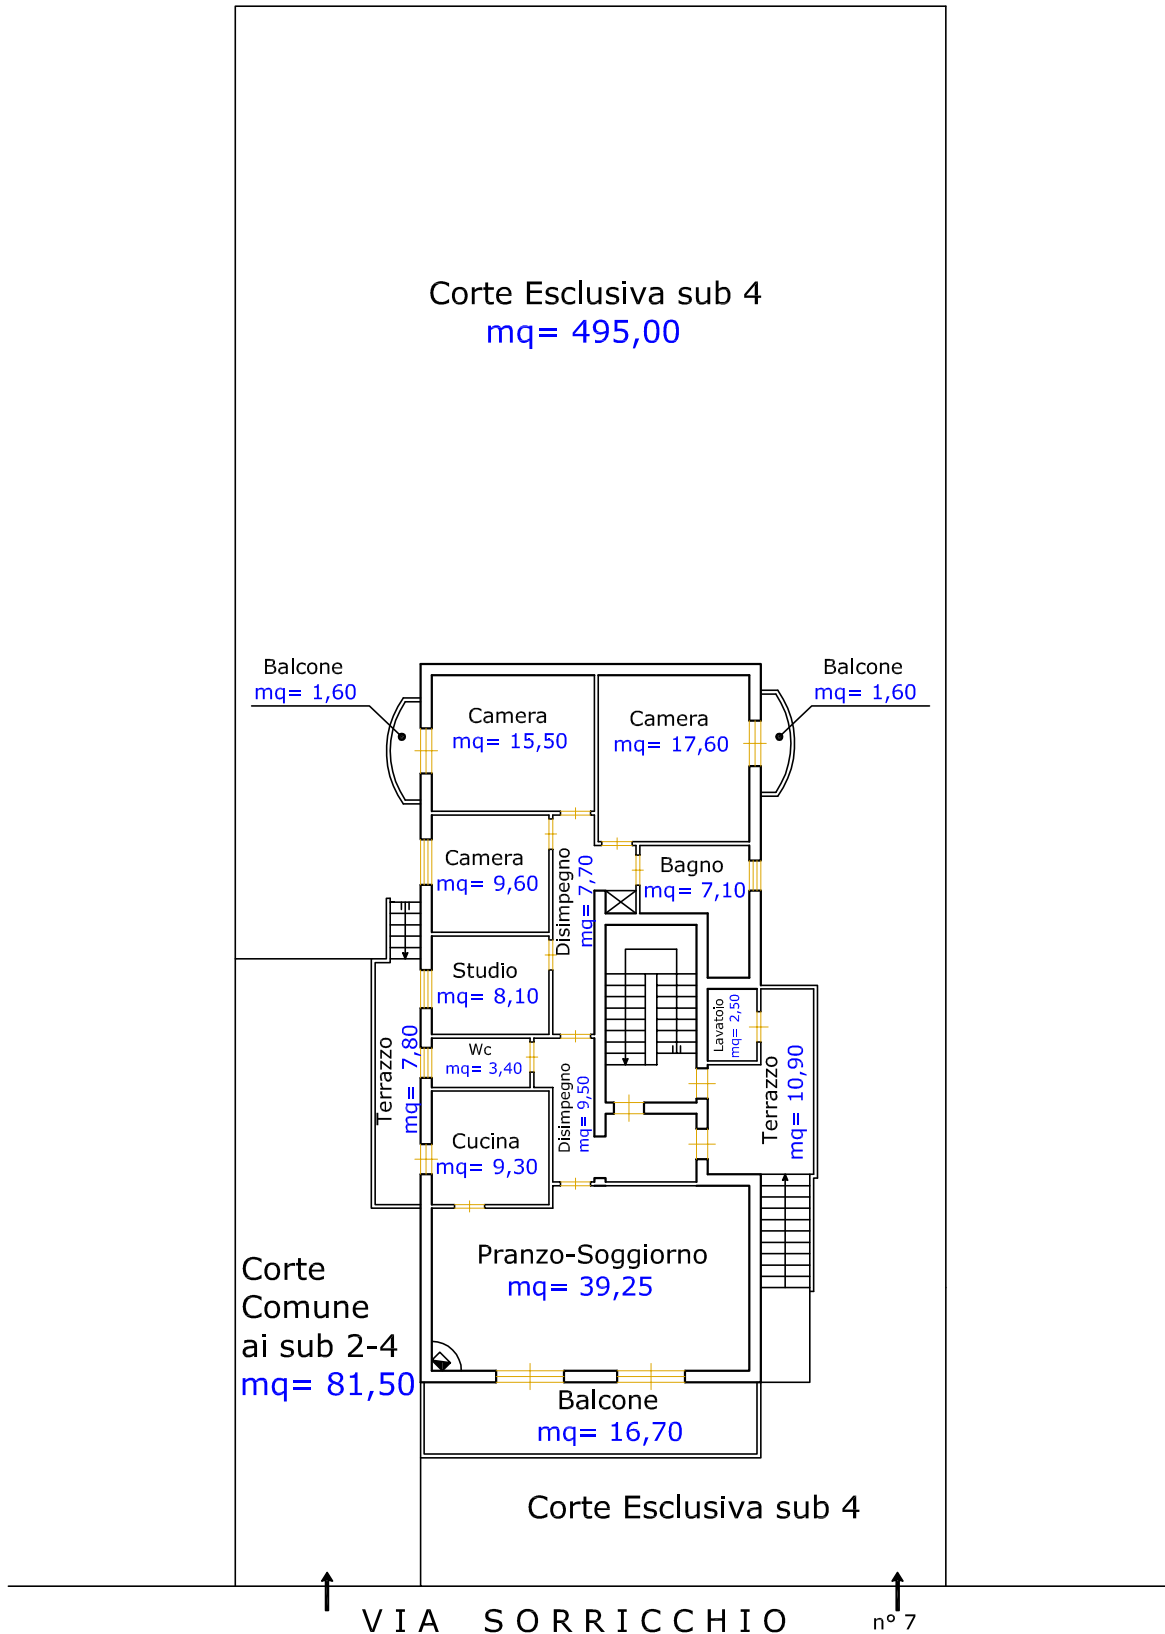 Corte Esclusiva sub 4
mq= 495,00
Balcone
mq= 1,60
Balcone
mq= 1,60
Camera
mq= 15,50
Camera
mq= 17,60
Camera
mq= 9,60
Disimpegno
mq= 7,70
Bagno
mq= 7,10
Studio
mq= 8,10
Lavatoio
mq= 2,50
Wc
mq= 3,40
Terrazzo
mq= 7,80
Disimpegno
mq= 9,50
Terrazzo
mq= 10,90
Cucina
mq= 9,30
Pranzo-Soggiorno
mq= 39,25
Corte
Comune
ai sub 2-4
mq= 81,50
Balcone
mq= 16,70
Corte Esclusiva sub 4
VIA SORRICCHIO
n° 7